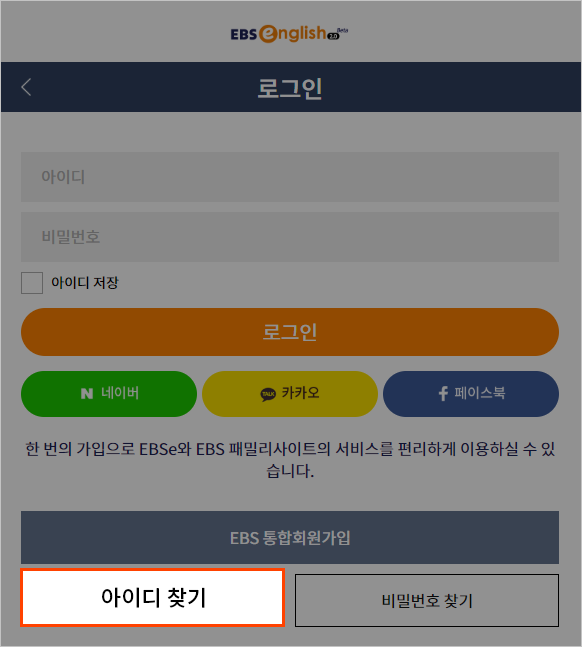 EBS english 2.0 Beta
로그인
아이디
비밀번호
아이디 저장
로그인
N 네이버
TALK 카카오
f 페이스북
한 번의 가입으로 EBSe와 EBS 패밀리사이트의 서비스를 편리하게 이용하실 수 있
습니다.
EBS 통합회원가입
아이디 찾기
비밀번호 찾기